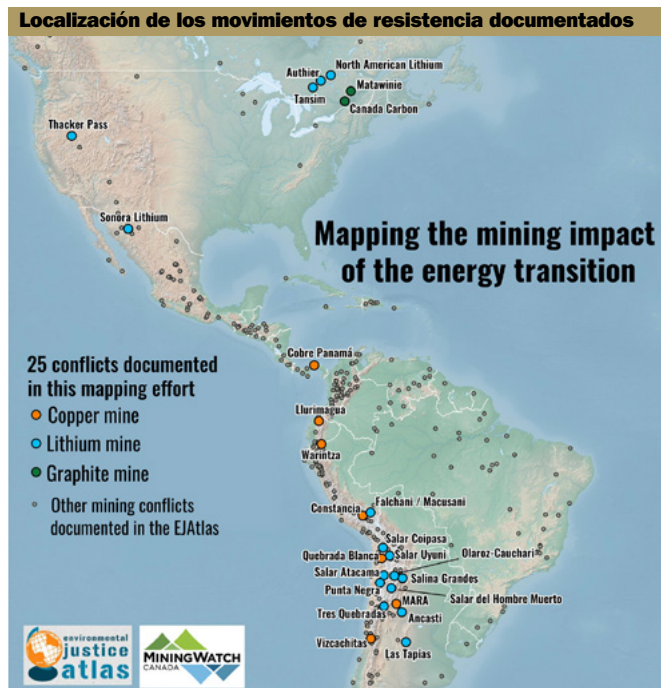 Localización de los movimientos de resistencia documentados
North American Lithium
Authier
Matawinie
Tansim
Canada Carbon
Thacker Pass
Sonora Lithium
Mapping the mining impact
of the energy transition
Cobre Panamá
25 conflicts documented
in this mapping effort
Copper mine
Lithium mine
Graphite mine
Other mining conflicts
documented in the EJAtlas
Llurimagua
Warintza
Constancia
Falchani / Macusani
Salar Coipasa
Quebrada Blanca
Salar Uyuni
Olaroz-Cauchari
Salar Atacama
Salina Grandes
Punta Negra
Salar del Hombre Muerto
MARA
Tres Quebradas
Ancasti
Vizcachitas
Las Tapias
environmental
justice
atlas
MININGWATCH
CANADA